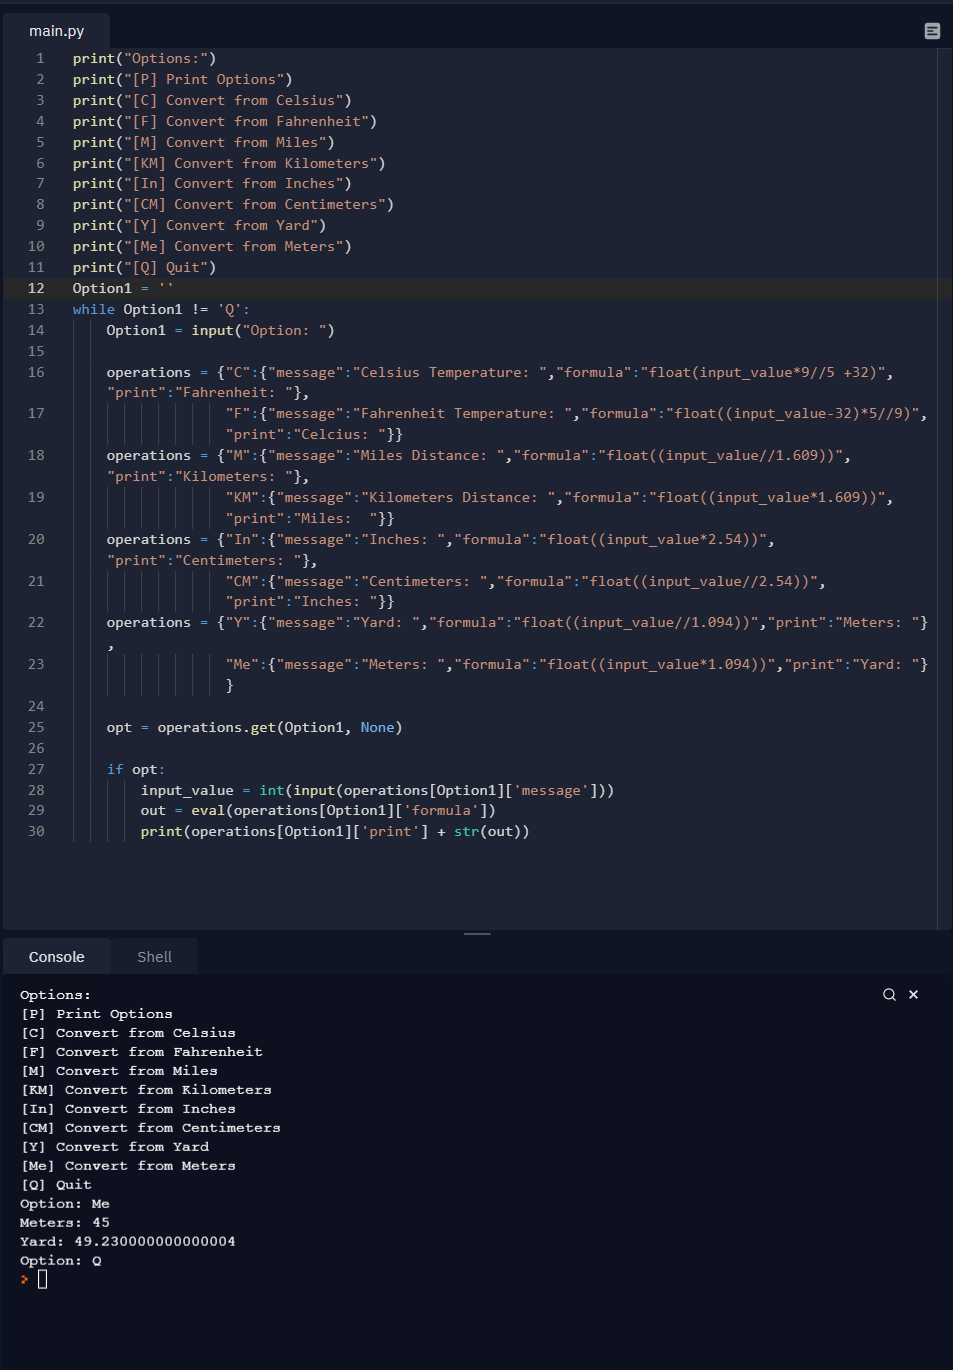 main.py
1 print("Options:")
2 print("[P] Print Options")
3 print("[C] Convert from Celsius")
4 print("[F] Convert from Fahrenheit")
5 print("[M] Convert from Miles")
6 print("[KM] Convert from Kilometers")
7 print("[In] Convert from Inches")
8 print("[CM] Convert from Centimeters")
9 print("[Y] Convert from Yard")
10 print("[Me] Convert from Meters")
11 print("[Q] Quit")
12 Option1 = ''
13 while Option1 != 'Q':
14     Option1 = input("Option: ")
15
16     operations = {"C":{"message":"Celsius Temperature: ","formula":"float(input_value*9//5 +32)",
"print":"Fahrenheit: "},
17                   "F":{"message":"Fahrenheit Temperature: ","formula":"float((input_value-32)*5//9)",
"print":"Celcius: "}}
18     operations = {"M":{"message":"Miles Distance: ","formula":"float((input_value//1.609))",
"print":"Kilometers: "},
19                   "KM":{"message":"Kilometers Distance: ","formula":"float((input_value*1.609))",
"print":"Miles:  "}}
20     operations = {"In":{"message":"Inches: ","formula":"float((input_value*2.54))",
"print":"Centimeters: "},
21                   "CM":{"message":"Centimeters: ","formula":"float((input_value//2.54))",
"print":"Inches: "}}
22     operations = {"Y":{"message":"Yard: ","formula":"float((input_value//1.094))","print":"Meters: "}
,
23                   "Me":{"message":"Meters: ","formula":"float((input_value*1.094))","print":"Yard: "}
}
24
25     opt = operations.get(Option1, None)
26
27     if opt:
28         input_value = int(input(operations[Option1]['message']))
29         out = eval(operations[Option1]['formula'])
30         print(operations[Option1]['print'] + str(out))
Console Shell
Options:
[P] Print Options
[C] Convert from Celsius
[F] Convert from Fahrenheit
[M] Convert from Miles
[KM] Convert from Kilometers
[In] Convert from Inches
[CM] Convert from Centimeters
[Y] Convert from Yard
[Me] Convert from Meters
[Q] Quit
Option: Me
Meters: 45
Yard: 49.230000000000004
Option: Q